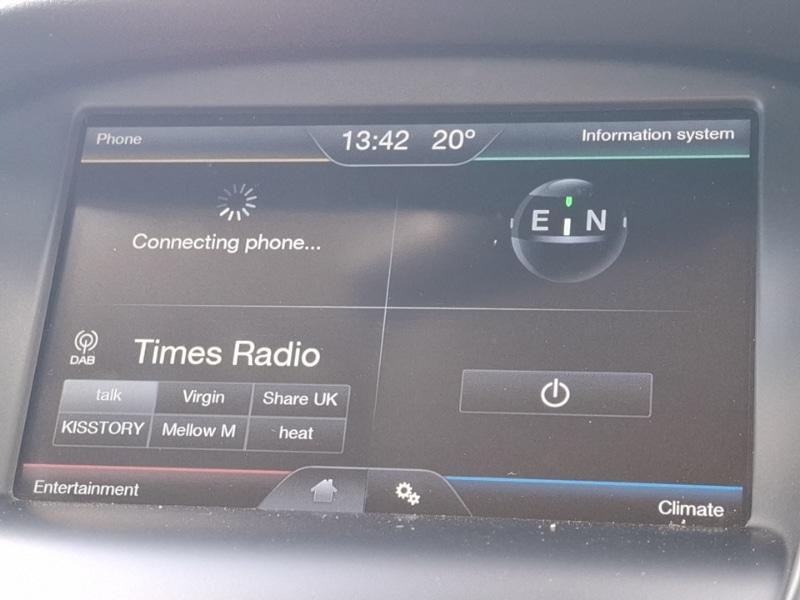 Phone 13:42 20° Information system
Connecting phone...
E N
DAB Times Radio
talk Virgin Share UK
KISSTORY Mellow M heat
Entertainment Climate